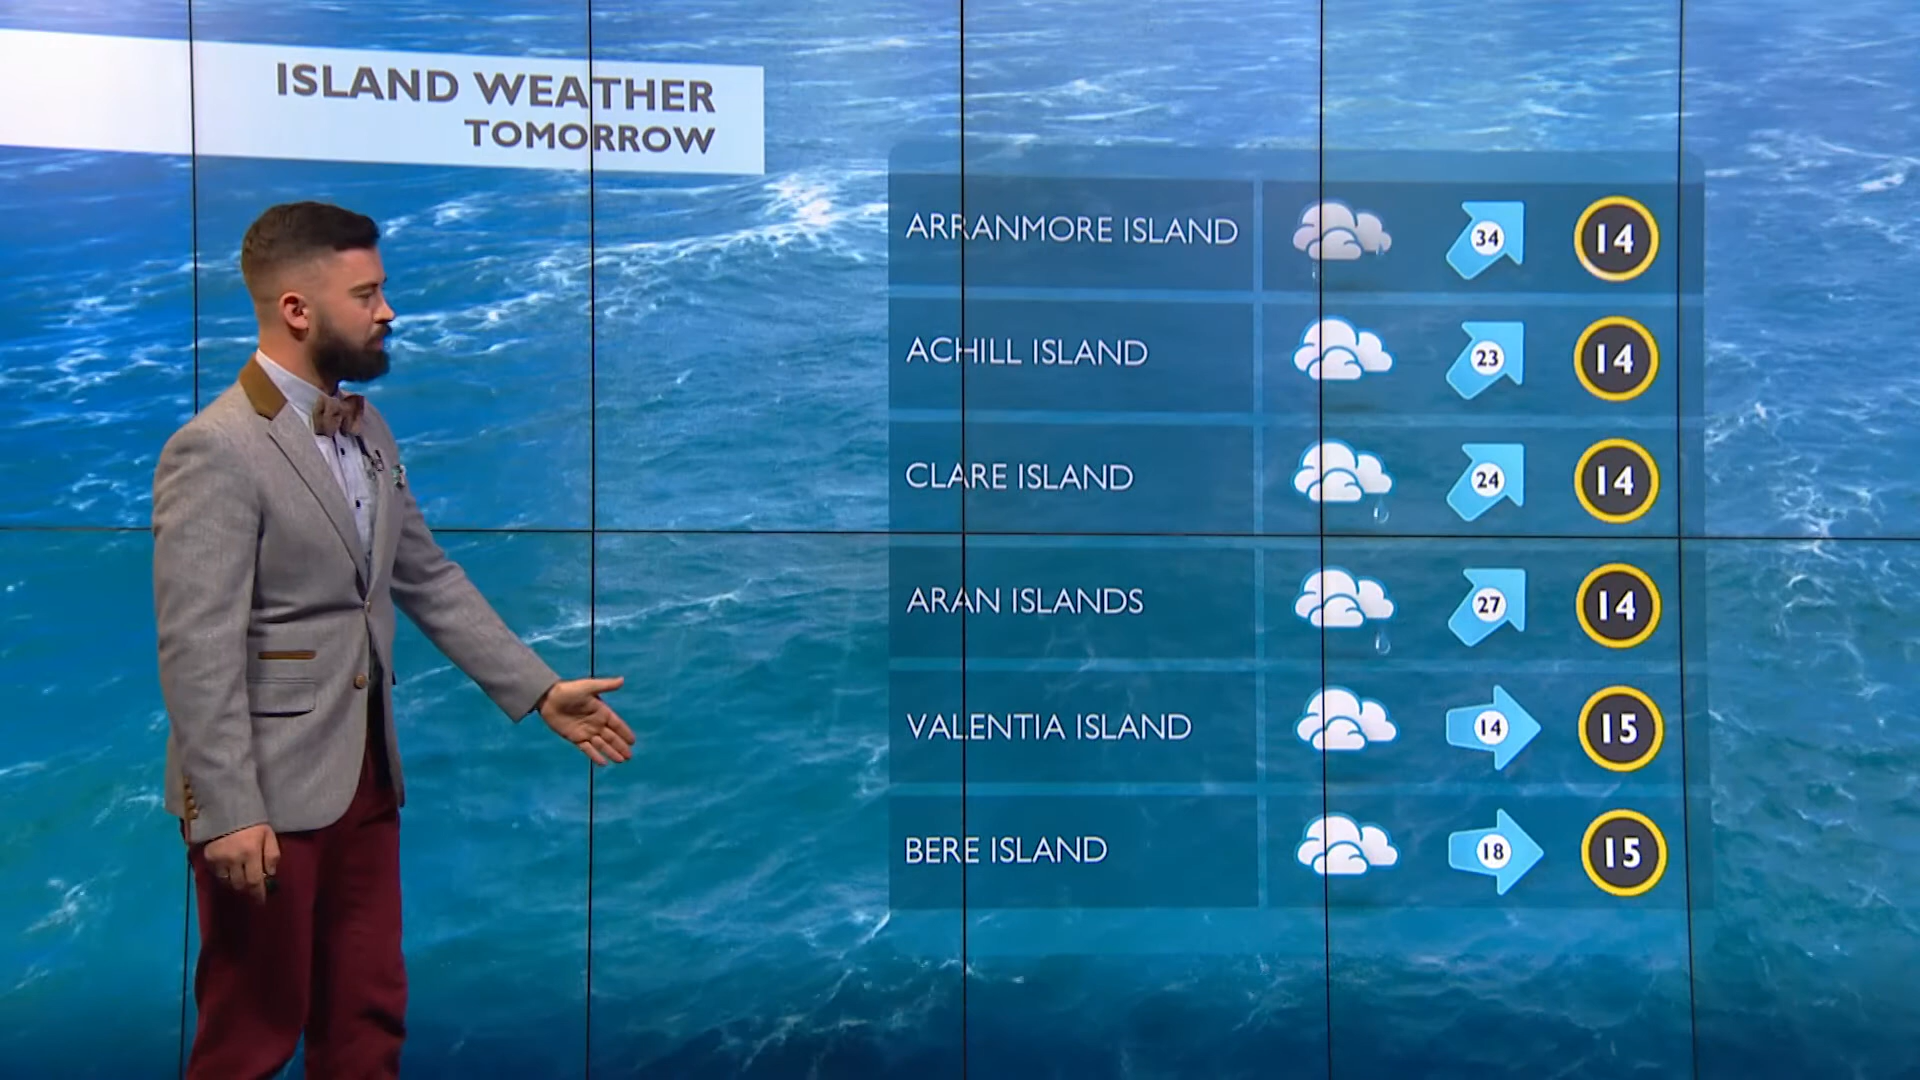 ISLAND WEATHER
TOMORROW
ARRANMORE ISLAND 34 14
ACHILL ISLAND 23 14
CLARE ISLAND 24 14
ARAN ISLANDS 27 14
VALENTIA ISLAND 14 15
BERE ISLAND 18 15